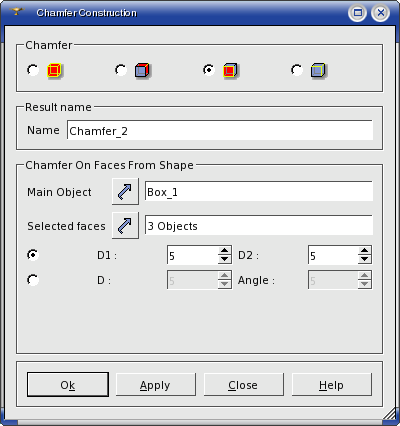 Chamfer Construction
Chamfer
Result name
Name Chamfer_2
Chamfer On Faces From Shape
Main Object Box_1
Selected faces 3 Objects
D1 : 5 D2 : 5
D : 5 Angle : 5
Ok Apply Close Help